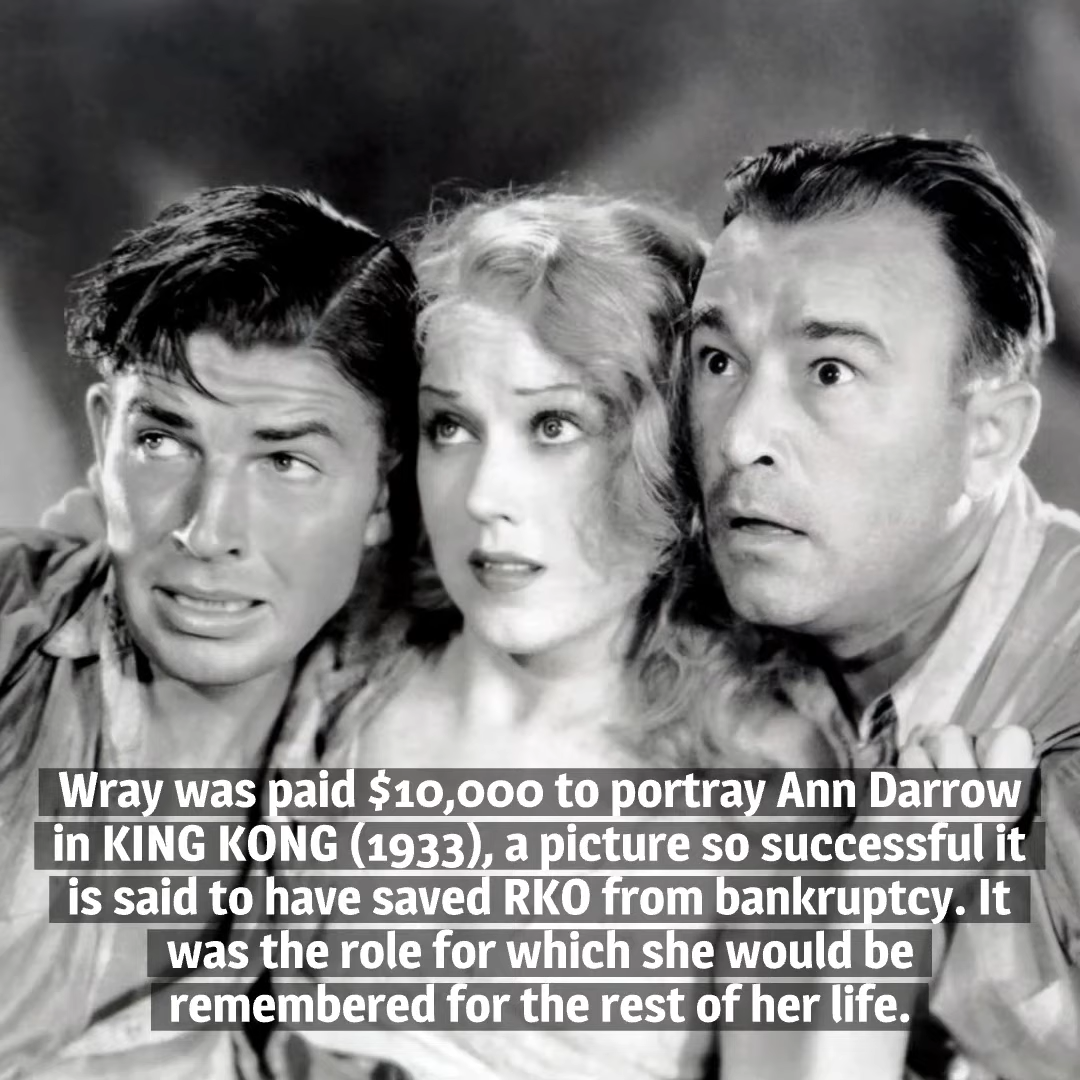 Wray was paid $10,000 to portray Ann Darrow
in KING KONG (1933), a picture so successful it
is said to have saved RKO from bankruptcy. It
was the role for which she would be
remembered for the rest of her life.